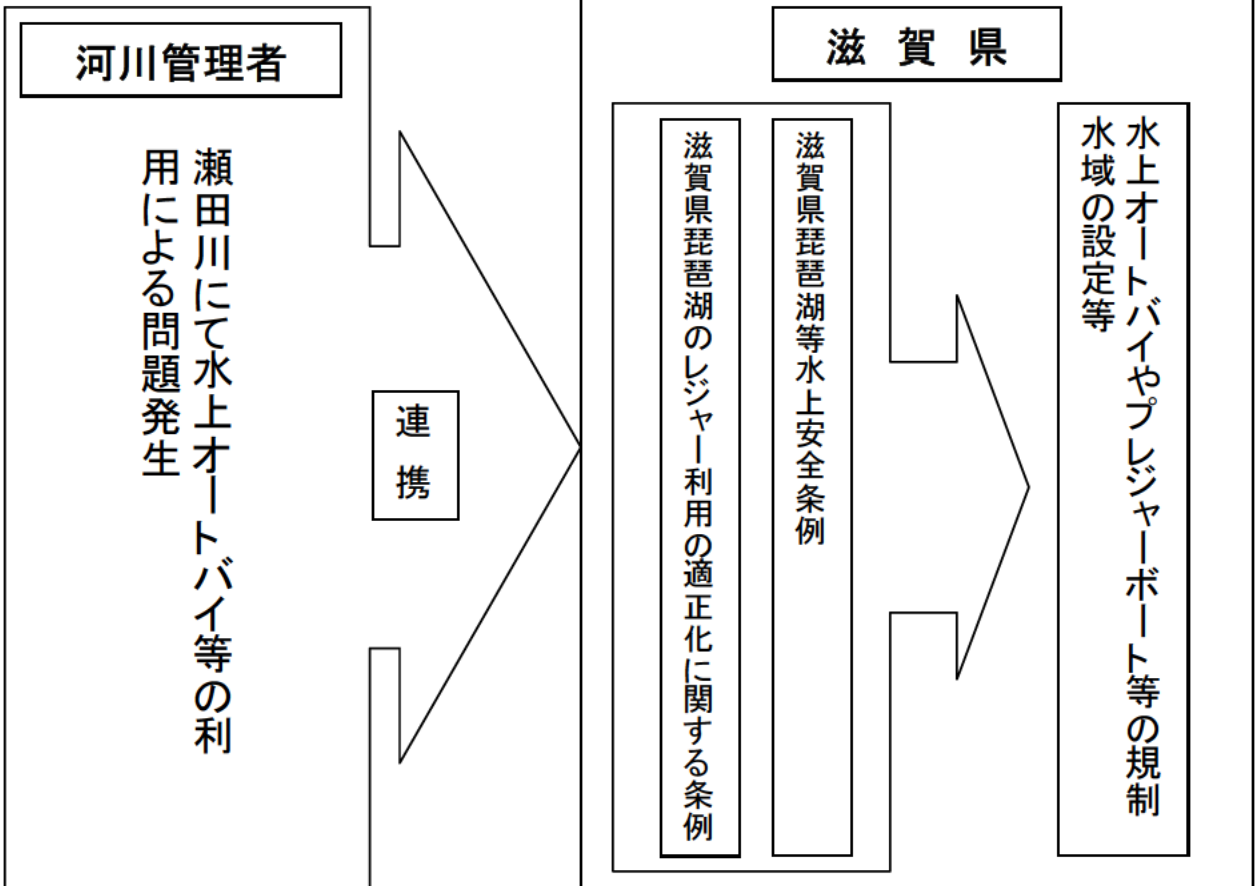 河川管理者
瀬田川にて水上オートバイ等の利
用による問題発生
連
携
滋賀県
滋賀県琵琶湖等水上安全条例
滋賀県琵琶湖のレジャー利用の適正化に関する条例
水上オートバイやプレジャーボート等の規制
水域の設定等